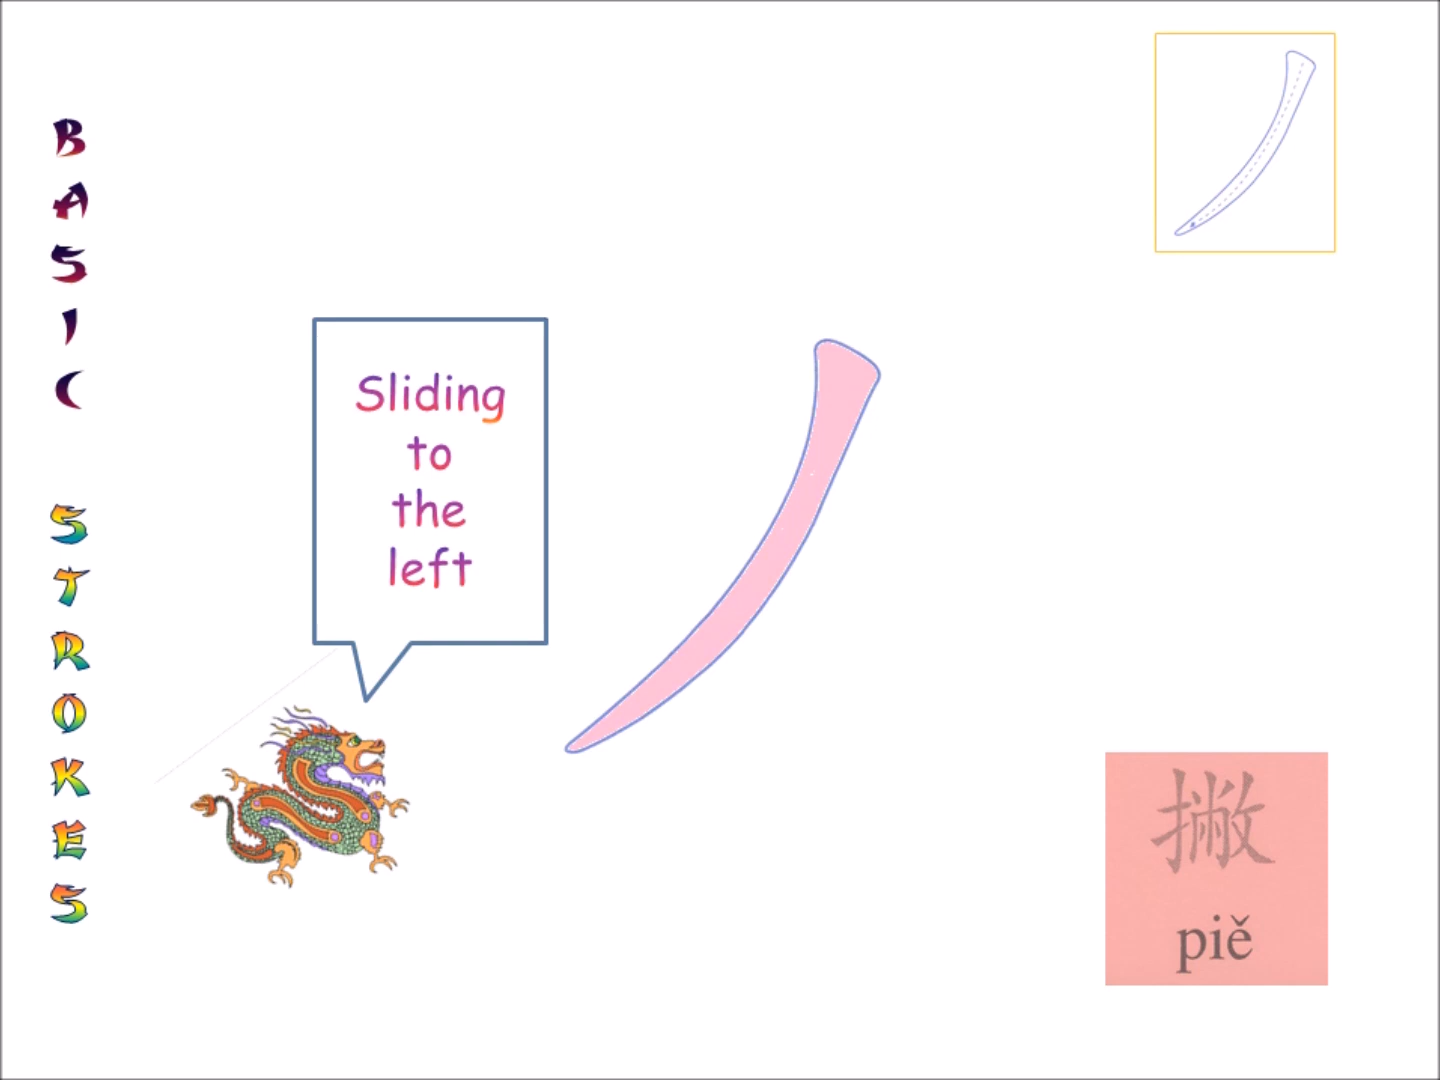 BASIC STROKES
Sliding
to
the
left
撇
piě